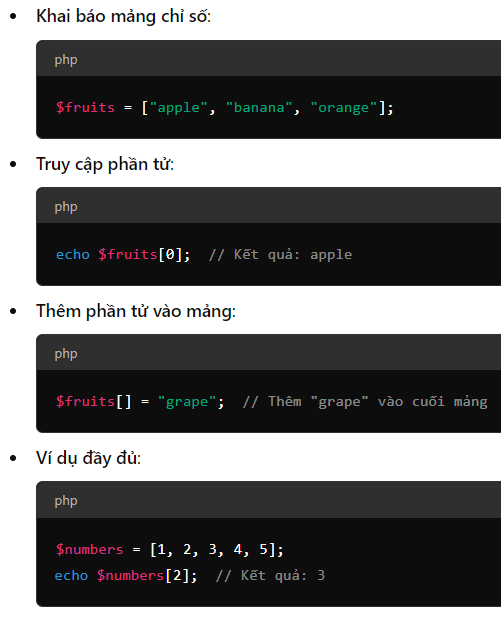 • Khai báo mảng chỉ số:
php
$fruits = ["apple", "banana", "orange"];
• Truy cập phần tử:
php
echo $fruits[0];  // Kết quả: apple
• Thêm phần tử vào mảng:
php
$fruits[] = "grape";  // Thêm "grape" vào cuối mảng
• Ví dụ đầy đủ:
php
$numbers = [1, 2, 3, 4, 5];
echo $numbers[2];  // Kết quả: 3